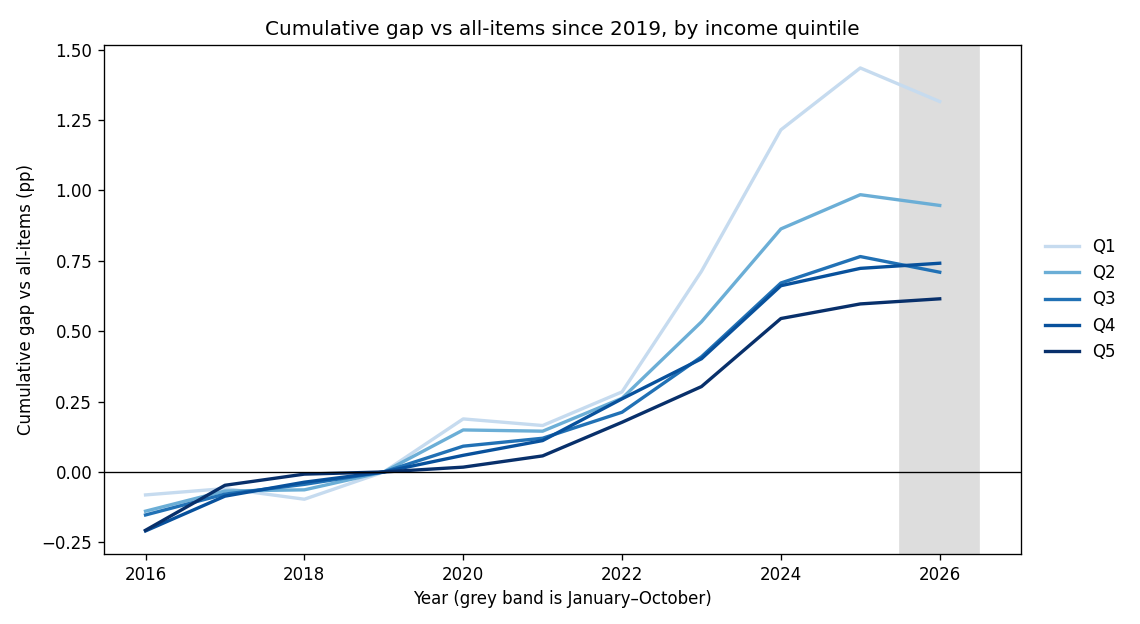 Cumulative gap vs all-items since 2019, by income quintile
Cumulative gap vs all-items (pp)
1.50
1.25
1.00
0.75
0.50
0.25
0.00
−0.25
2016
2018
2020
2022
2024
2026
Year (grey band is January–October)
Q1
Q2
Q3
Q4
Q5